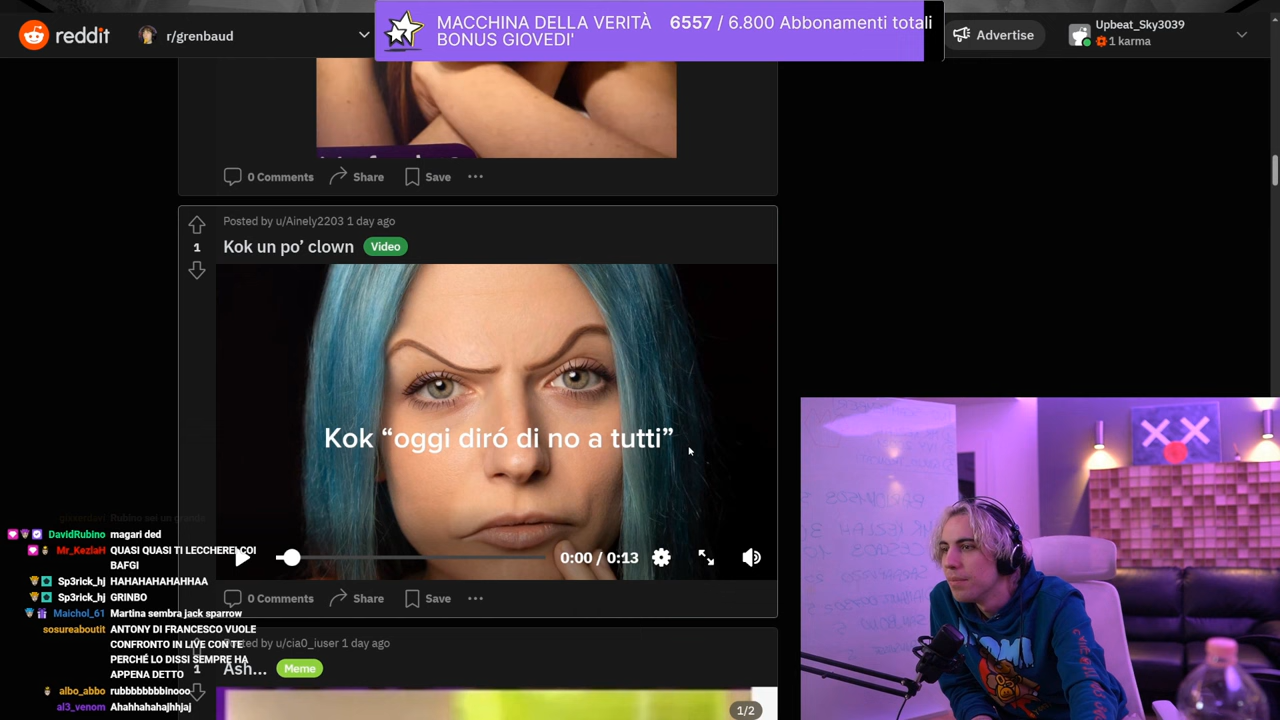 MACCHINA DELLA VERITÀ 6557 / 6.800 Abbonamenti totali
BONUS GIOVEDI'
reddit
r/grenbaud
Advertise
Upbeat_Sky3039
1 karma
0 Comments Share Save
Posted by u/Ainely2203 1 day ago
1
Kok un po’ clown Video
Kok “oggi diró di no a tutti”
0:00 / 0:13
0 Comments Share Save
Posted by u/cia0_iuser 1 day ago
1
Ash... Meme
1/2
DavidRubino magari ded
Mr_KezlaH QUASI QUASI TI LECCHEREI COI
BAFGI
Sp3rick_hj HAHAHAHAHAHHAA
Sp3rick_hj GRINBO
Maichol_61 Martina sembra jack sparrow
sosureaboutit ANTONY DI FRANCESCO VUOLE
CONFRONTO IN LIVE CON TE
PERCHÉ LO DISSI SEMPRE HA
APPENA DETTO
albo_abbo rubbbbbbbbinooo
al3_venom Ahahhahahajhhjaj